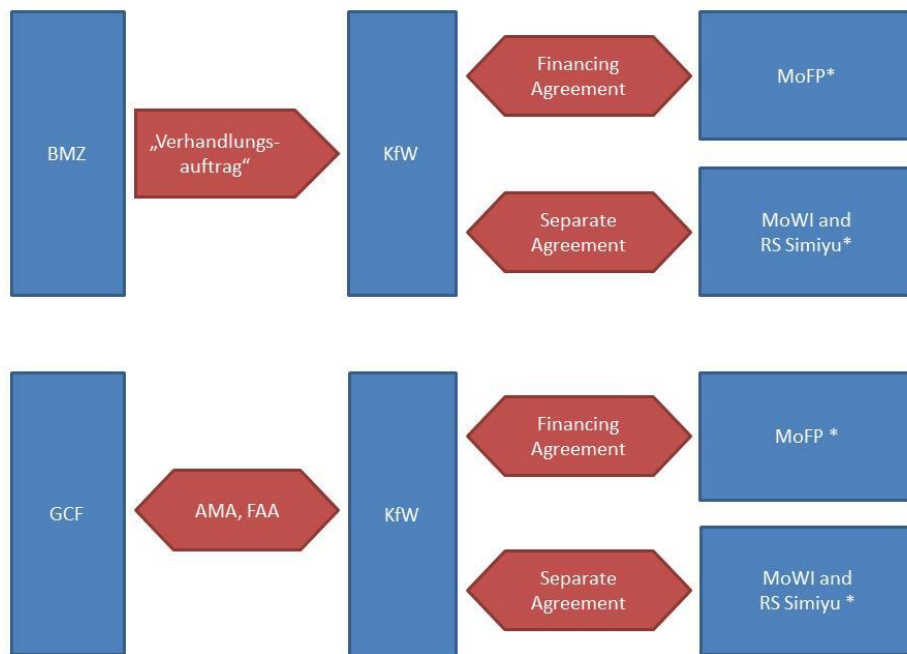 BMZ
„Verhandlungs-
auftrag“
KfW
Financing
Agreement
MoFP*
Separate
Agreement
MoWI and
RS Simiyu*
GCF
AMA, FAA
KfW
Financing
Agreement
MoFP *
Separate
Agreement
MoWI and
RS Simiyu *